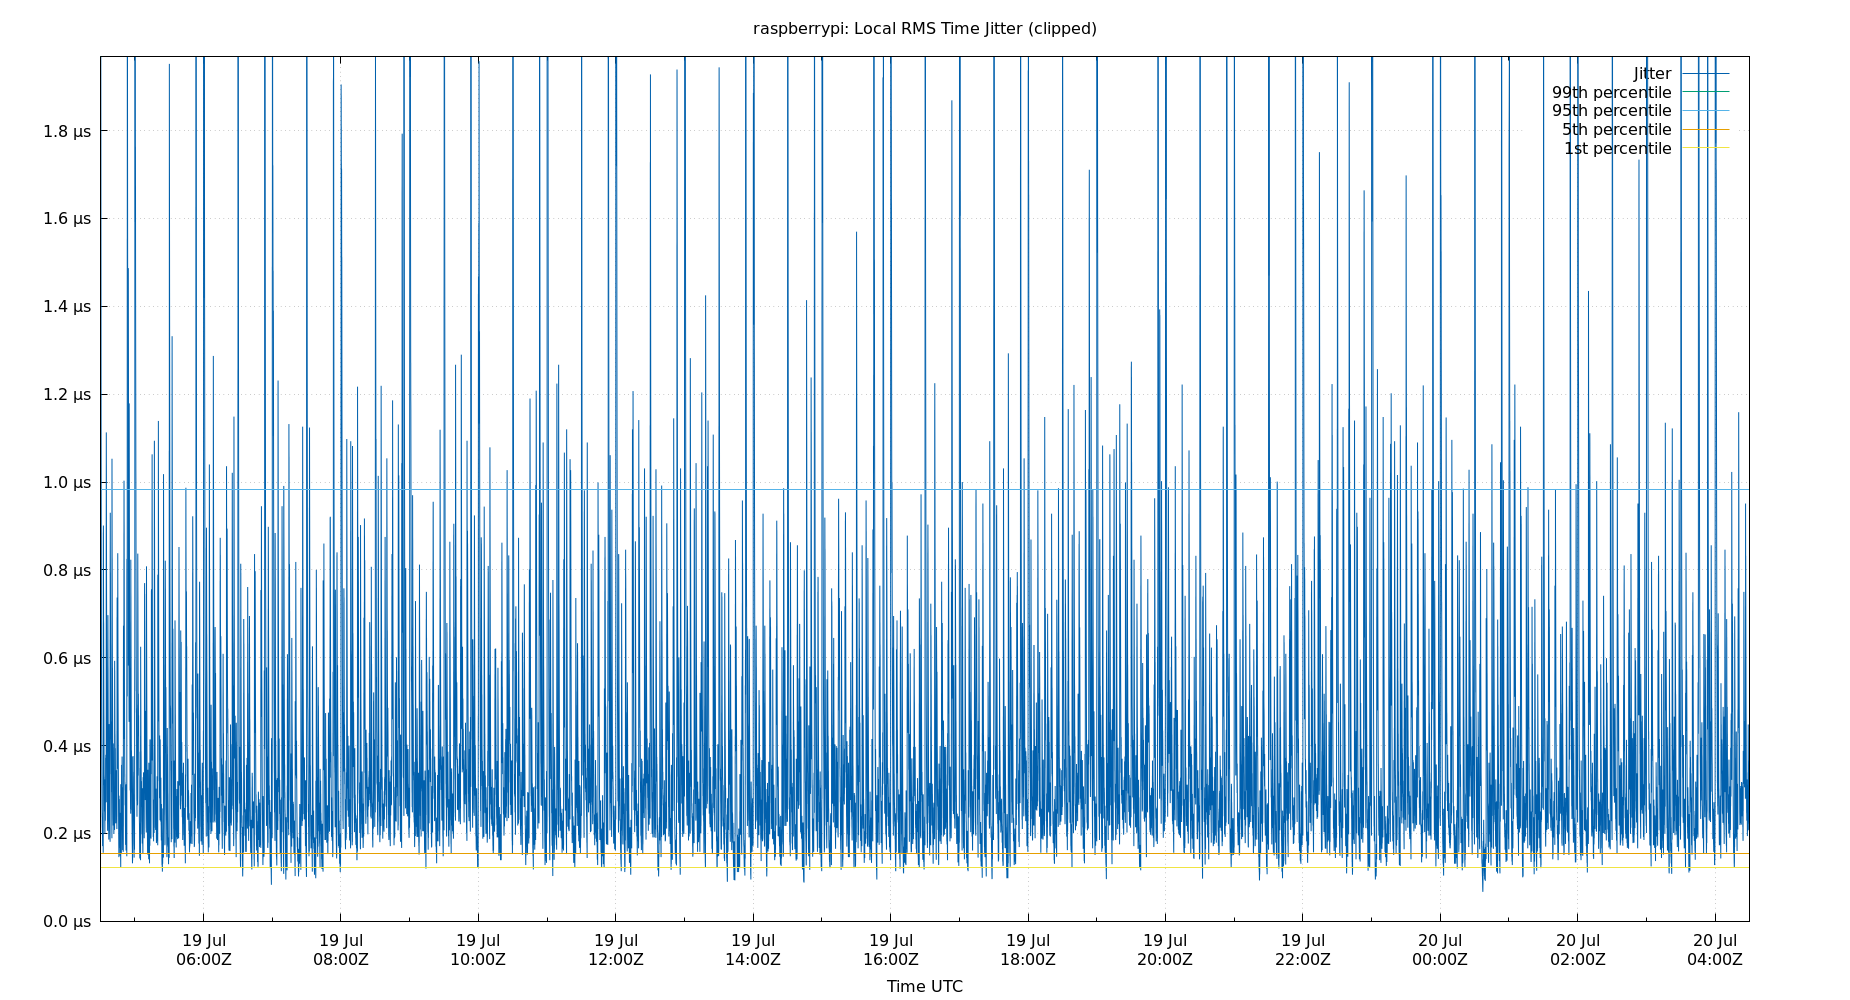 raspberrypi: Local RMS Time Jitter (clipped)
Jitter
99th percentile
95th percentile
5th percentile
1st percentile
1.8 μs
1.6 μs
1.4 μs
1.2 μs
1.0 μs
0.8 μs
0.6 μs
0.4 μs
0.2 μs
0.0 μs
19 Jul 19 Jul 19 Jul 19 Jul 19 Jul 19 Jul 19 Jul 19 Jul 19 Jul 20 Jul 20 Jul 20 Jul
06:00Z 08:00Z 10:00Z 12:00Z 14:00Z 16:00Z 18:00Z 20:00Z 22:00Z 00:00Z 02:00Z 04:00Z
Time UTC